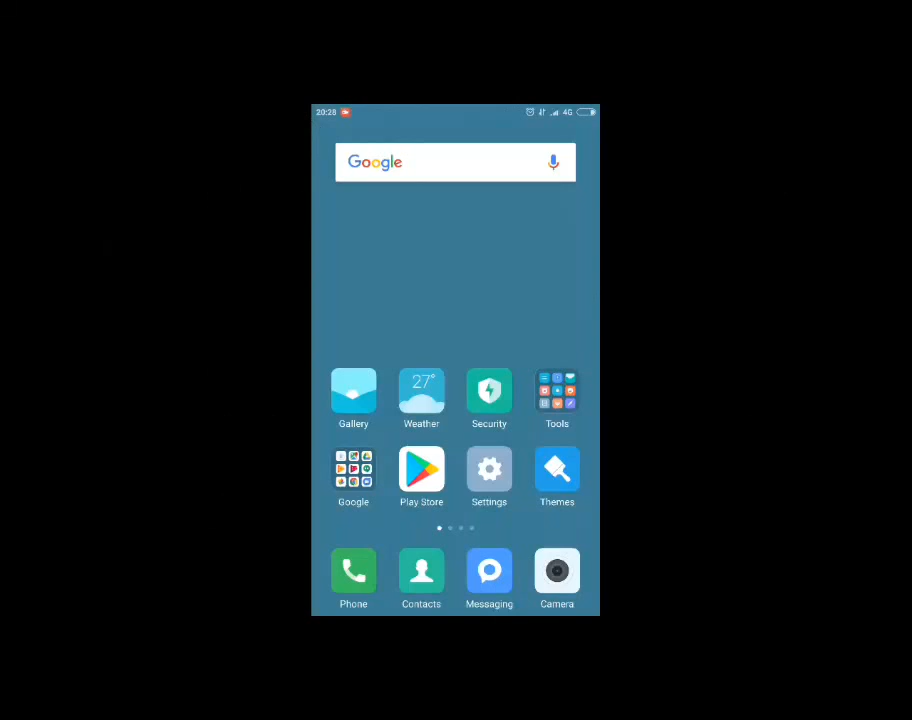 20:28 4G
Google
27°
Gallery Weather Security Tools
Google Play Store Settings Themes
Phone Contacts Messaging Camera